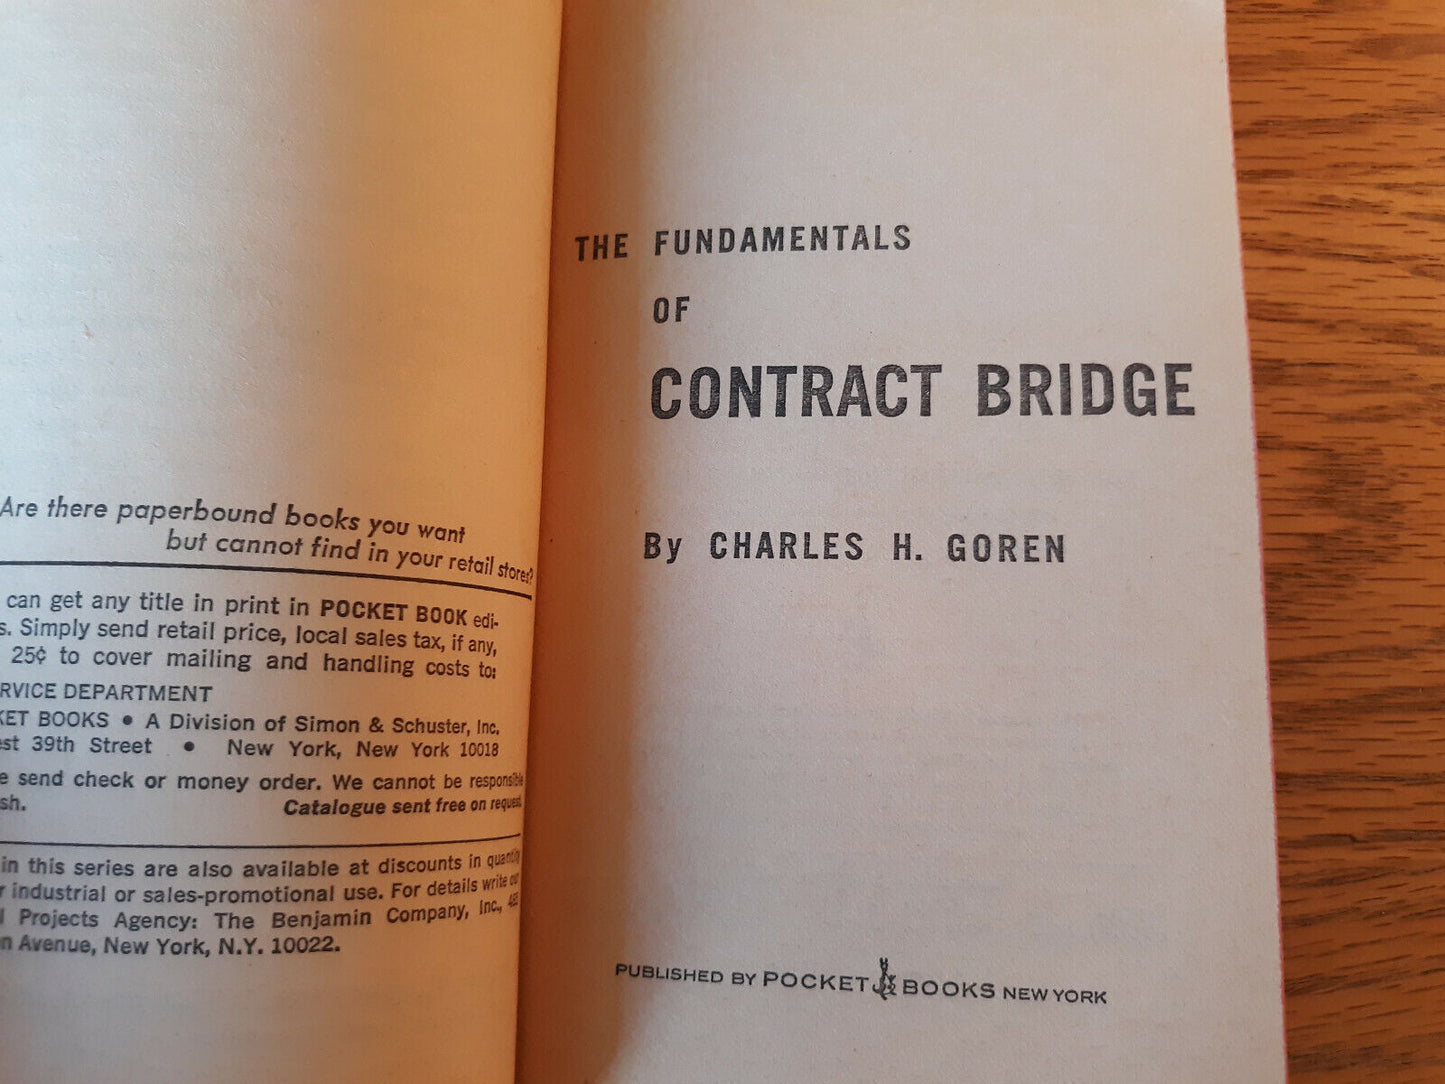 Are there paperbound books you want
but cannot find in your retail stores?
can get any title in print in POCKET BOOK edi-
s. Simply send retail price, local sales tax, if any,
25¢ to cover mailing and handling costs to:
RVICE DEPARTMENT
KET BOOKS • A Division of Simon & Schuster, Inc.
est 39th Street • New York, New York 10018
e send check or money order. We cannot be responsible
sh. Catalogue sent free on request.
in this series are also available at discounts in quantity
r industrial or sales-promotional use. For details write our
l Projects Agency: The Benjamin Company, Inc., 485
n Avenue, New York, N.Y. 10022.
THE FUNDAMENTALS
OF
CONTRACT BRIDGE
By CHARLES H. GOREN
PUBLISHED BY POCKET BOOKS NEW YORK